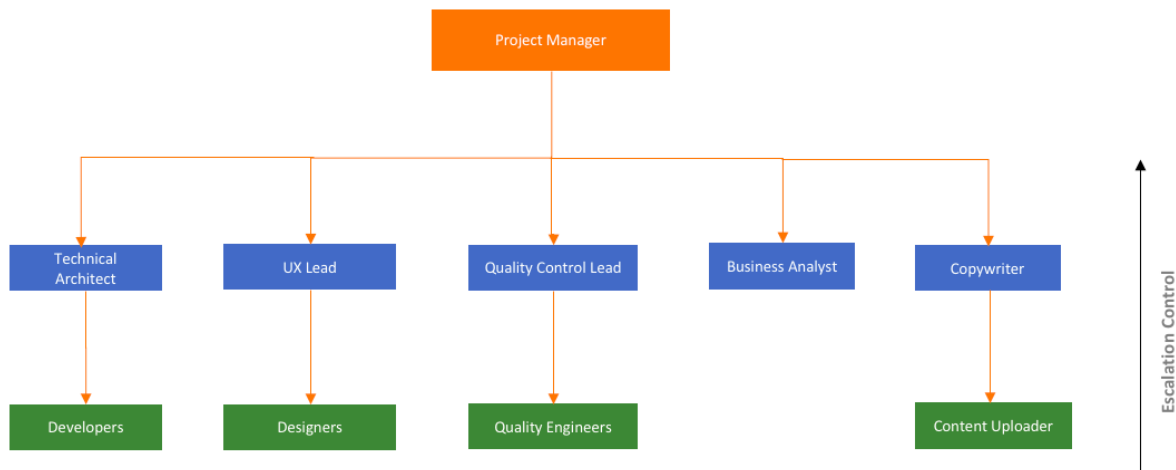 Project Manager
Technical
Architect
UX Lead
Quality Control Lead
Business Analyst
Copywriter
Developers
Designers
Quality Engineers
Content Uploader
Escalation Control